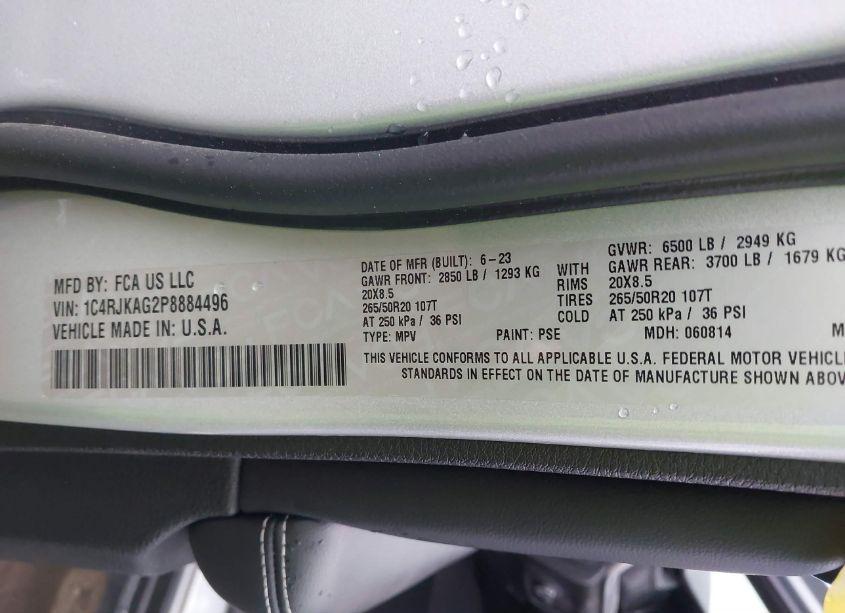 MFD BY: FCA US LLC
VIN: 1C4RJKAG2P8884496
VEHICLE MADE IN: U.S.A.
DATE OF MFR (BUILT): 6-23
GAWR FRONT: 2850 LB / 1293 KG
20X8.5
265/50R20 107T
AT 250 kPa / 36 PSI
TYPE: MPV
WITH
RIMS
TIRES
COLD
GVWR: 6500 LB / 2949 KG
GAWR REAR: 3700 LB / 1679 KG
20X8.5
265/50R20 107T
AT 250 kPa / 36 PSI
PAINT: PSE
MDH: 060814
M
THIS VEHICLE CONFORMS TO ALL APPLICABLE U.S.A. FEDERAL MOTOR VEHICLE
STANDARDS IN EFFECT ON THE DATE OF MANUFACTURE SHOWN ABOV